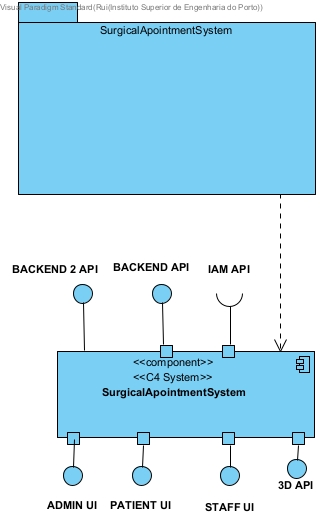 Visual Paradigm Standard(Rui(Instituto Superior de Engenharia do Porto))
SurgicalApointmentSystem
BACKEND 2 API
BACKEND API
IAM API
<<component>>
<<C4 System>>
SurgicalApointmentSystem
3D API
ADMIN UI
PATIENT UI
STAFF UI